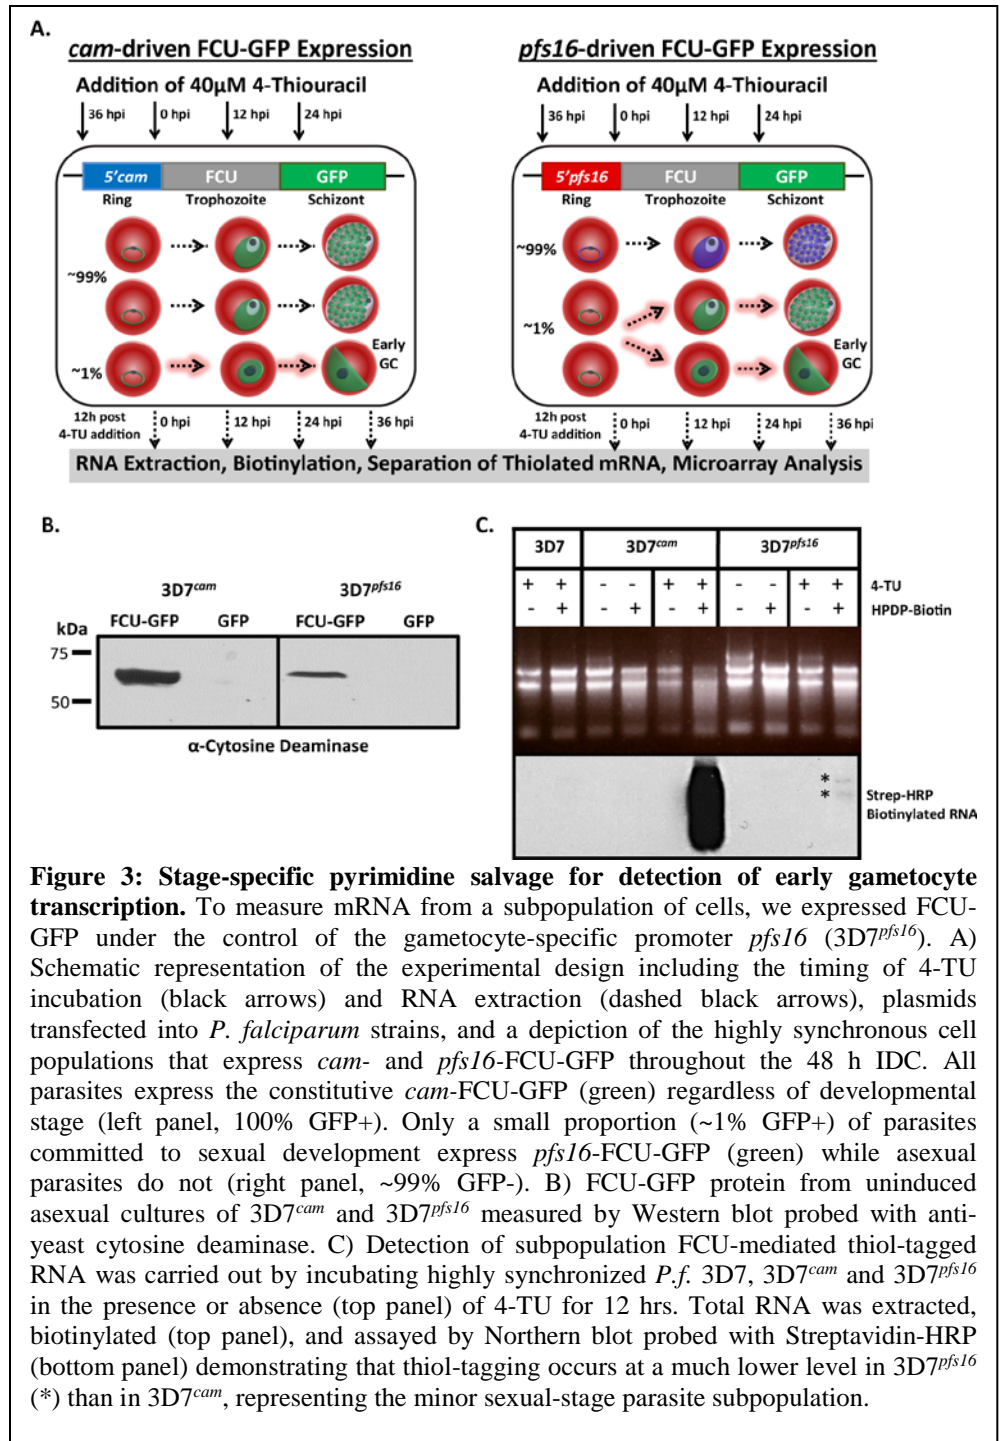 A.
cam-driven FCU-GFP Expression
Addition of 40µM 4-Thiouracil
36 hpi 0 hpi 12 hpi 24 hpi
5'cam FCU GFP
Ring Trophozoite Schizont
~99%
~1%
Early
GC
12h post
4-TU addition
0 hpi 12 hpi 24 hpi 36 hpi
pfs16-driven FCU-GFP Expression
Addition of 40µM 4-Thiouracil
36 hpi 0 hpi 12 hpi 24 hpi
5'pfs16 FCU GFP
Ring Trophozoite Schizont
~99%
~1%
Early
GC
12h post
4-TU addition
0 hpi 12 hpi 24 hpi 36 hpi
RNA Extraction, Biotinylation, Separation of Thiolated mRNA, Microarray Analysis
B.
3D7cam 3D7pfs16
kDa FCU-GFP GFP FCU-GFP GFP
75
50
α-Cytosine Deaminase
C.
3D7 3D7cam 3D7pfs16
+ + - - + + - - + + 4-TU
- + - + - + - + - + HPDP-Biotin
*
*
Strep-HRP
Biotinylated RNA
Figure 3: Stage-specific pyrimidine salvage for detection of early gametocyte
transcription. To measure mRNA from a subpopulation of cells, we expressed FCU-
GFP under the control of the gametocyte-specific promoter pfs16 (3D7pfs16). A)
Schematic representation of the experimental design including the timing of 4-TU
incubation (black arrows) and RNA extraction (dashed black arrows), plasmids
transfected into P. falciparum strains, and a depiction of the highly synchronous cell
populations that express cam- and pfs16-FCU-GFP throughout the 48 h IDC. All
parasites express the constitutive cam-FCU-GFP (green) regardless of developmental
stage (left panel, 100% GFP+). Only a small proportion (~1% GFP+) of parasites
committed to sexual development express pfs16-FCU-GFP (green) while asexual
parasites do not (right panel, ~99% GFP-). B) FCU-GFP protein from uninduced
asexual cultures of 3D7cam and 3D7pfs16 measured by Western blot probed with anti-
yeast cytosine deaminase. C) Detection of subpopulation FCU-mediated thiol-tagged
RNA was carried out by incubating highly synchronized P.f. 3D7, 3D7cam and 3D7pfs16
in the presence or absence (top panel) of 4-TU for 12 hrs. Total RNA was extracted,
biotinylated (top panel), and assayed by Northern blot probed with Streptavidin-HRP
(bottom panel) demonstrating that thiol-tagging occurs at a much lower level in 3D7pfs16
(*) than in 3D7cam, representing the minor sexual-stage parasite subpopulation.